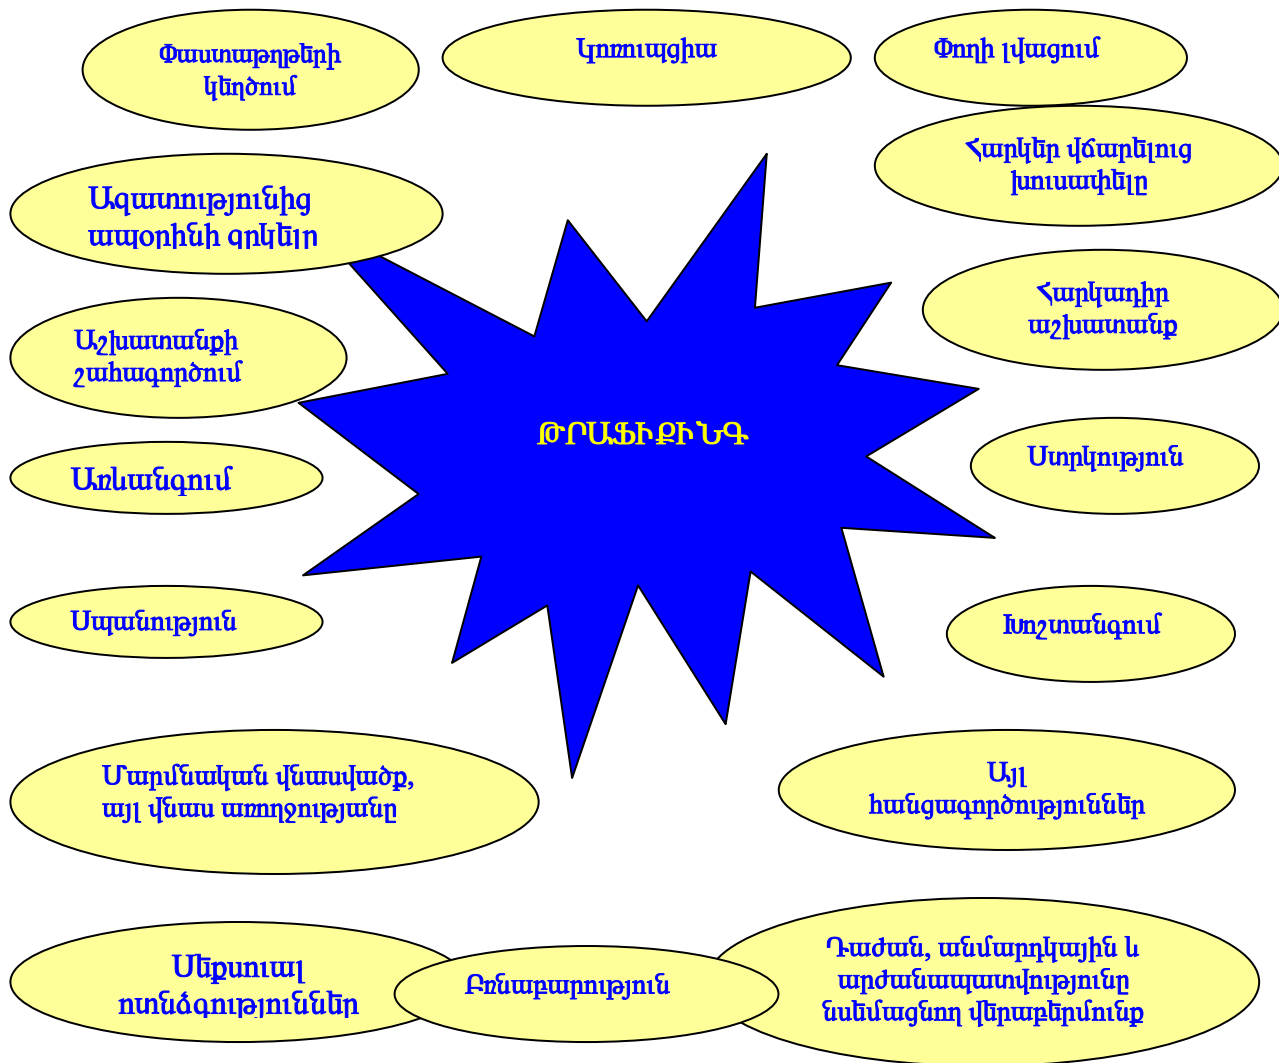 Փաստաթղթերի
կեղծում
Կոռուպցիա
Փողի լվացում
Հարկեր վճարելուց
խուսափելը
Ազատությունից
ապօրինի զրկելը
Հարկադիր
աշխատանք
Աշխատանքի
շահագործում
ԹՐԱՖԻՔԻՆԳ
Ստրկություն
Առևանգում
Սպանություն
Խոշտանգում
Մարմնական վնասվածք,
այլ վնաս առողջությանը
Այլ
հանցագործություններ
Սեքսուալ
ոտնձգություններ
Բռնաբարություն
Դաժան, անմարդկային և
արժանապատվությունը
նսեմացնող վերաբերմունք